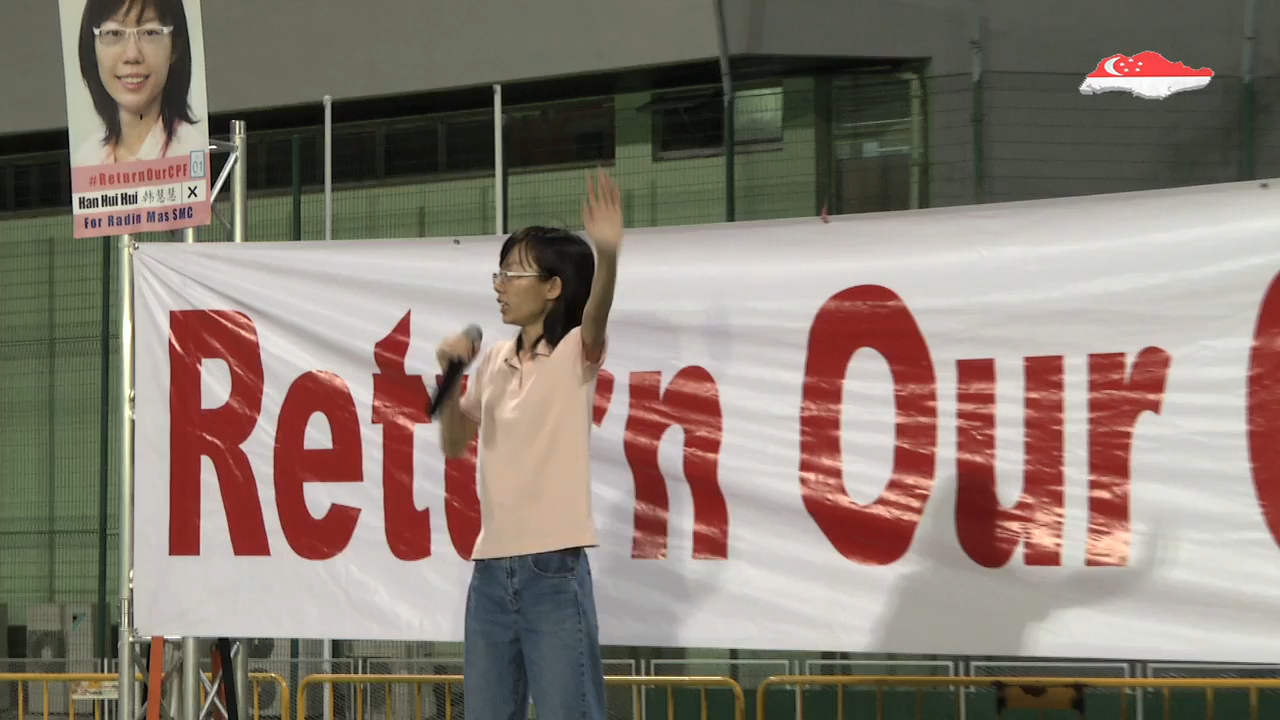 #ReturnOurCPF 01
Han Hui Hui 韩慧慧 X
For Radin Mas SMC
Return Our